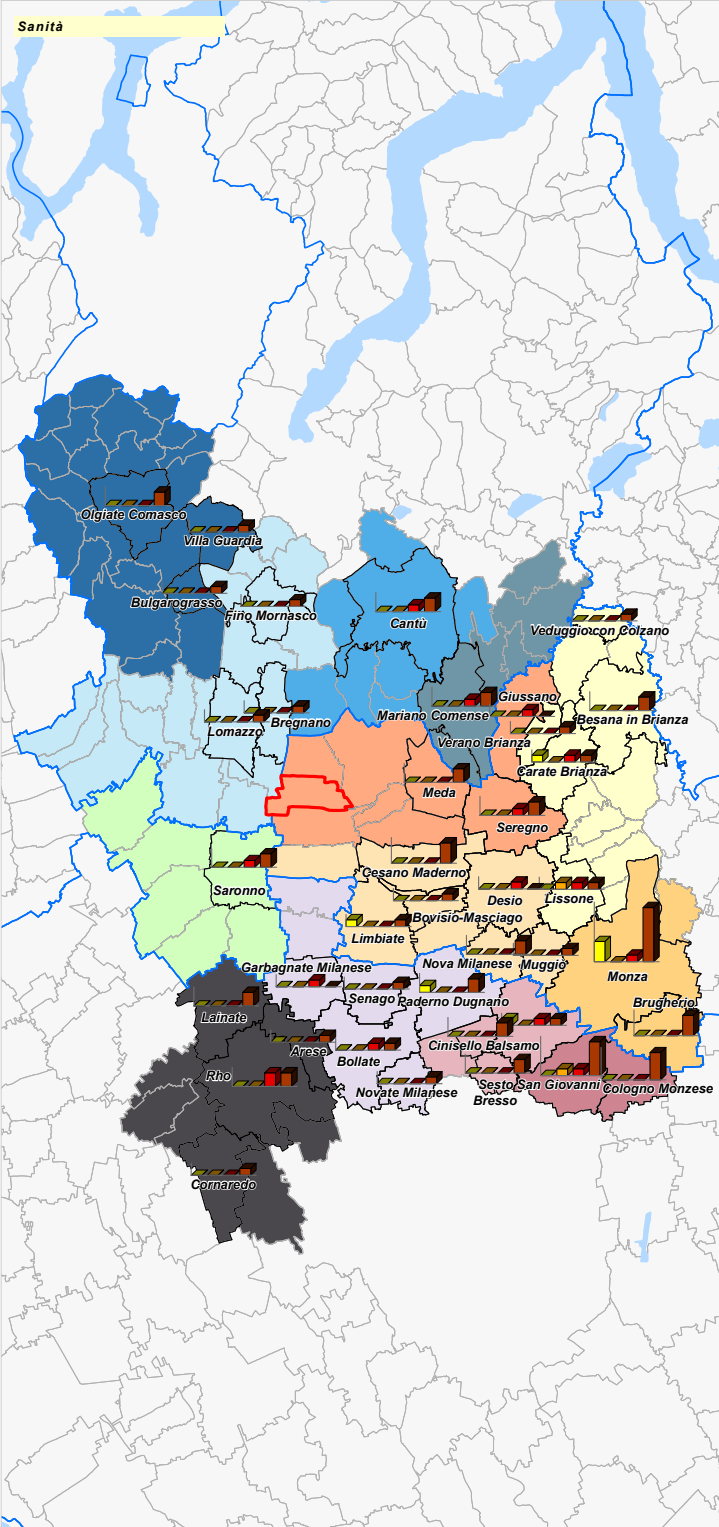 Sanità
Olgiate Comasco
Villa Guardia
Bulgarograsso
Fino Mornasco
Cantù
Veduggio con Colzano
Giussano
Mariano Comense
Besana in Brianza
Bregnano
Lomazzo
Verano Brianza
Carate Brianza
Meda
Seregno
Cesano Maderno
Saronno
Desio
Lissone
Bovisio-Masciago
Limbiate
Nova Milanese
Muggiò
Garbagnate Milanese
Monza
Senago
Paderno Dugnano
Brugherio
Lainate
Cinisello Balsamo
Arese
Bollate
Rho
Sesto San Giovanni
Cologno Monzese
Novate Milanese
Bresso
Cornaredo